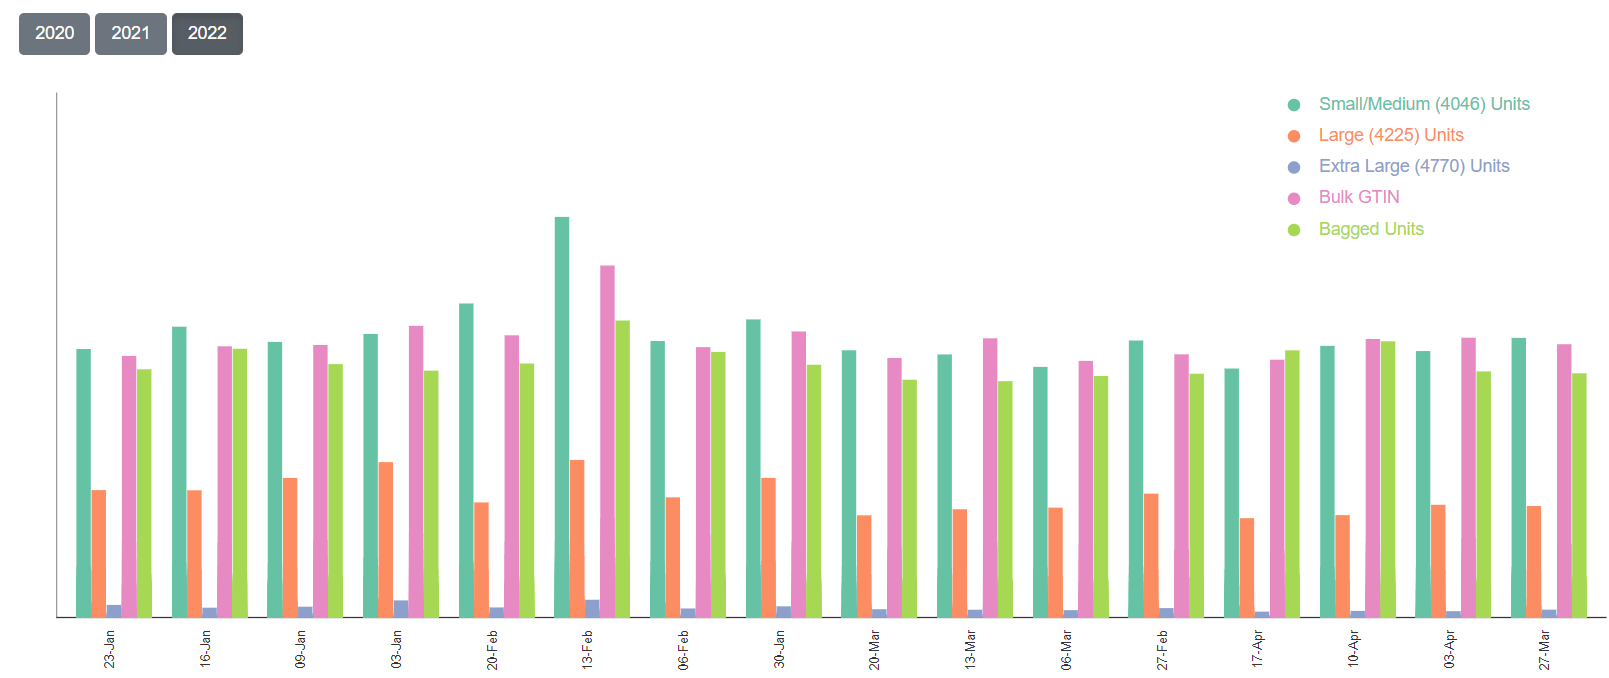 2020 2021 2022
Small/Medium (4046) Units
Large (4225) Units
Extra Large (4770) Units
Bulk GTIN
Bagged Units
23-Jan 16-Jan 09-Jan 03-Jan 20-Feb 13-Feb 06-Feb 30-Jan 20-Mar 13-Mar 06-Mar 27-Feb 17-Apr 10-Apr 03-Apr 27-Mar